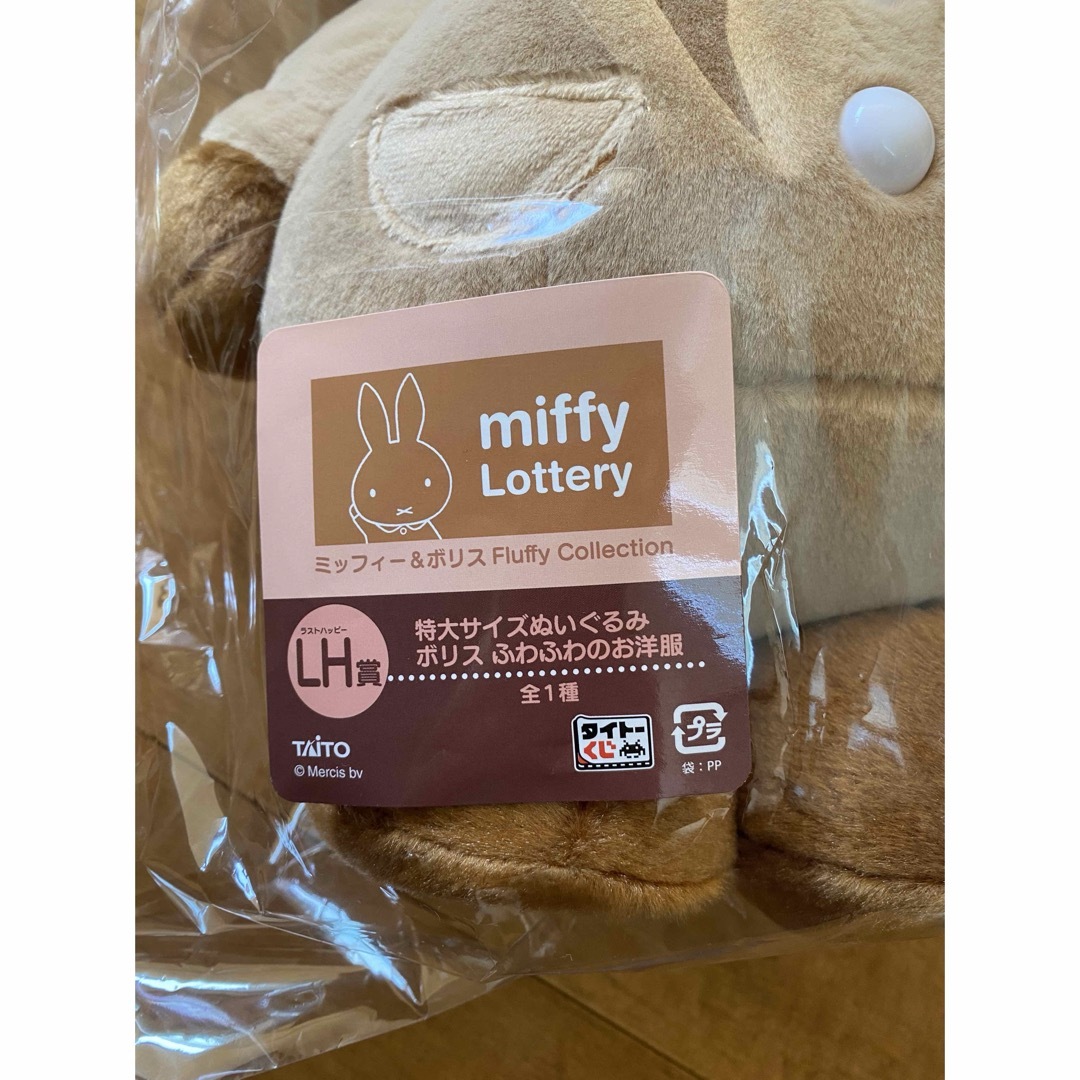 miffy
Lottery
ミッフィー&ボリス Fluffy Collection
ラストハッピー
LH賞
特大サイズぬいぐるみ
ボリス ふわふわのお洋服
全1種
TAITO
© Mercis bv
タイトー
くじ
プラ
袋:PP